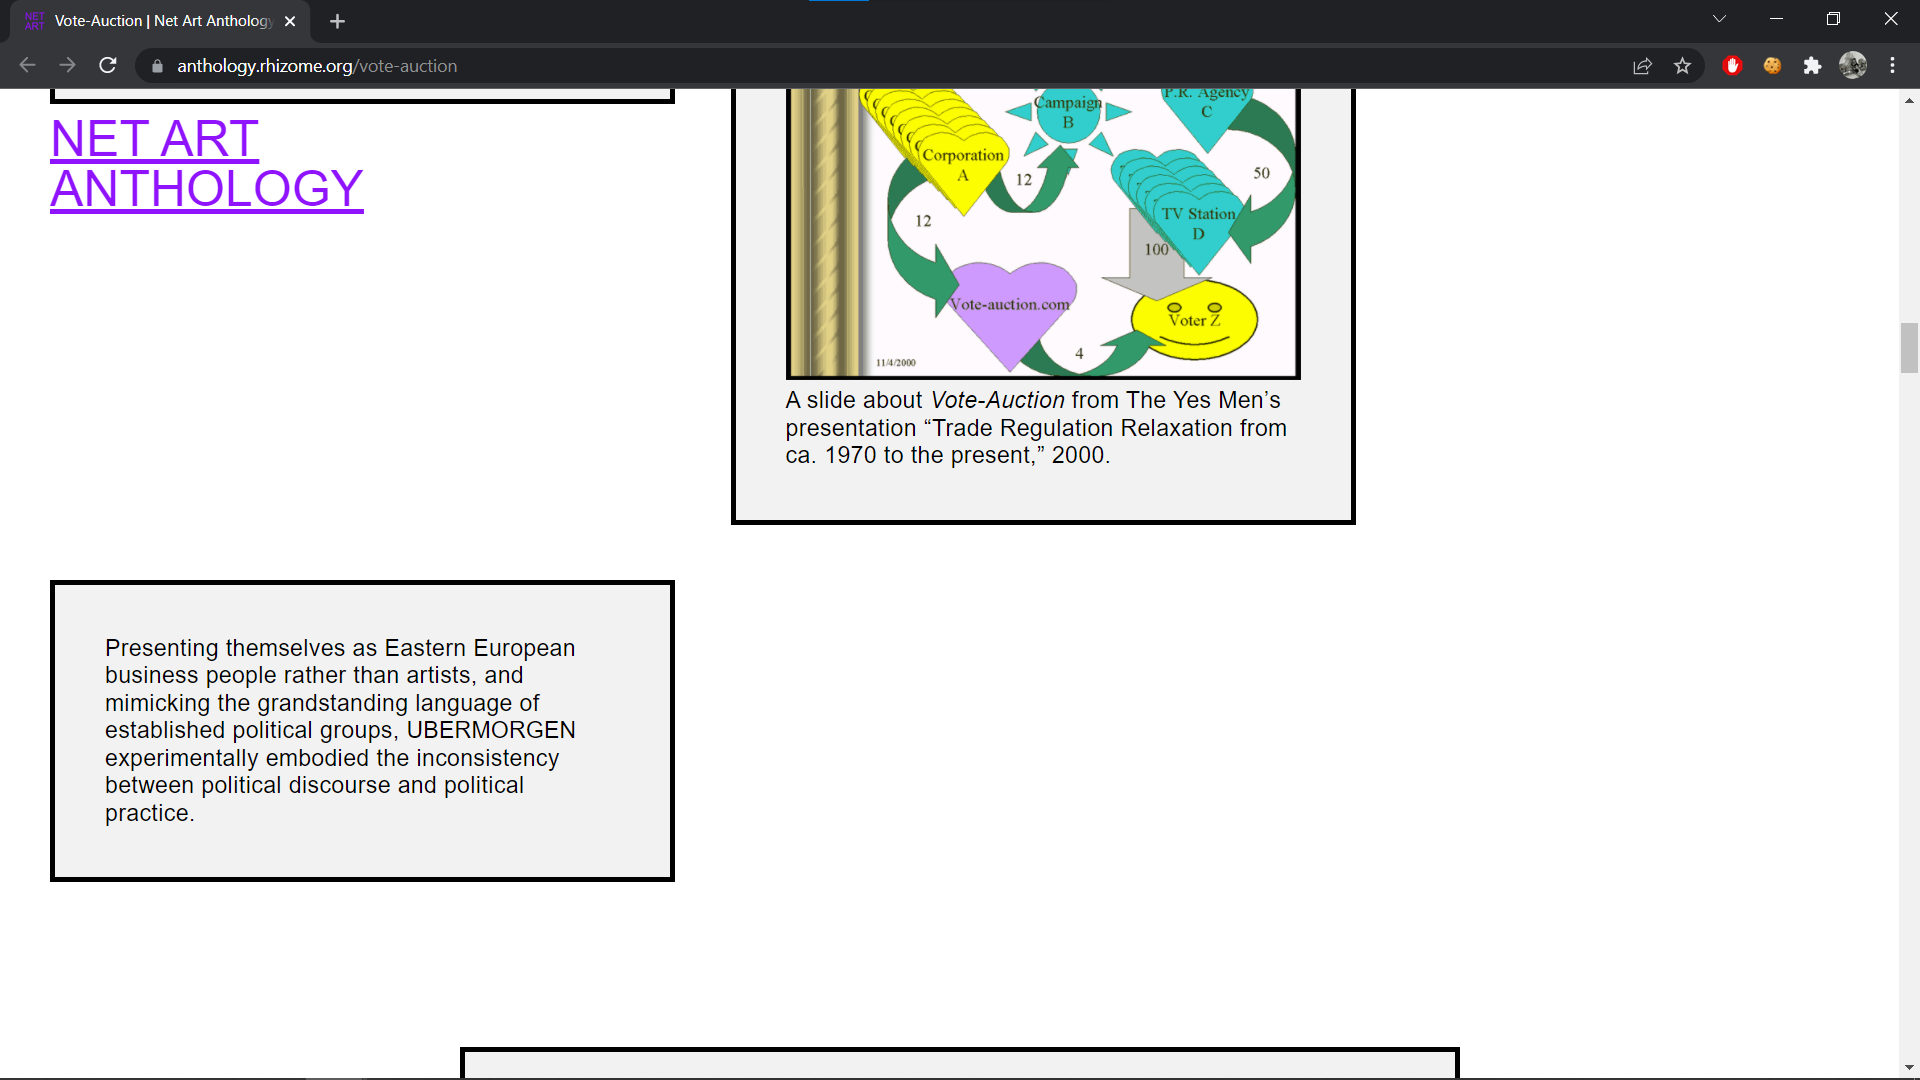 Vote-Auction | Net Art Anthology
anthology.rhizome.org/vote-auction
NET ART
ANTHOLOGY
Campaign
B
P.R. Agency
C
Corporation
A
12
50
TV Station
D
12
100
Vote-auction.com
Voter Z
4
11/4/2000
A slide about Vote-Auction from The Yes Men’s
presentation “Trade Regulation Relaxation from
ca. 1970 to the present,” 2000.
Presenting themselves as Eastern European
business people rather than artists, and
mimicking the grandstanding language of
established political groups, UBERMORGEN
experimentally embodied the inconsistency
between political discourse and political
practice.